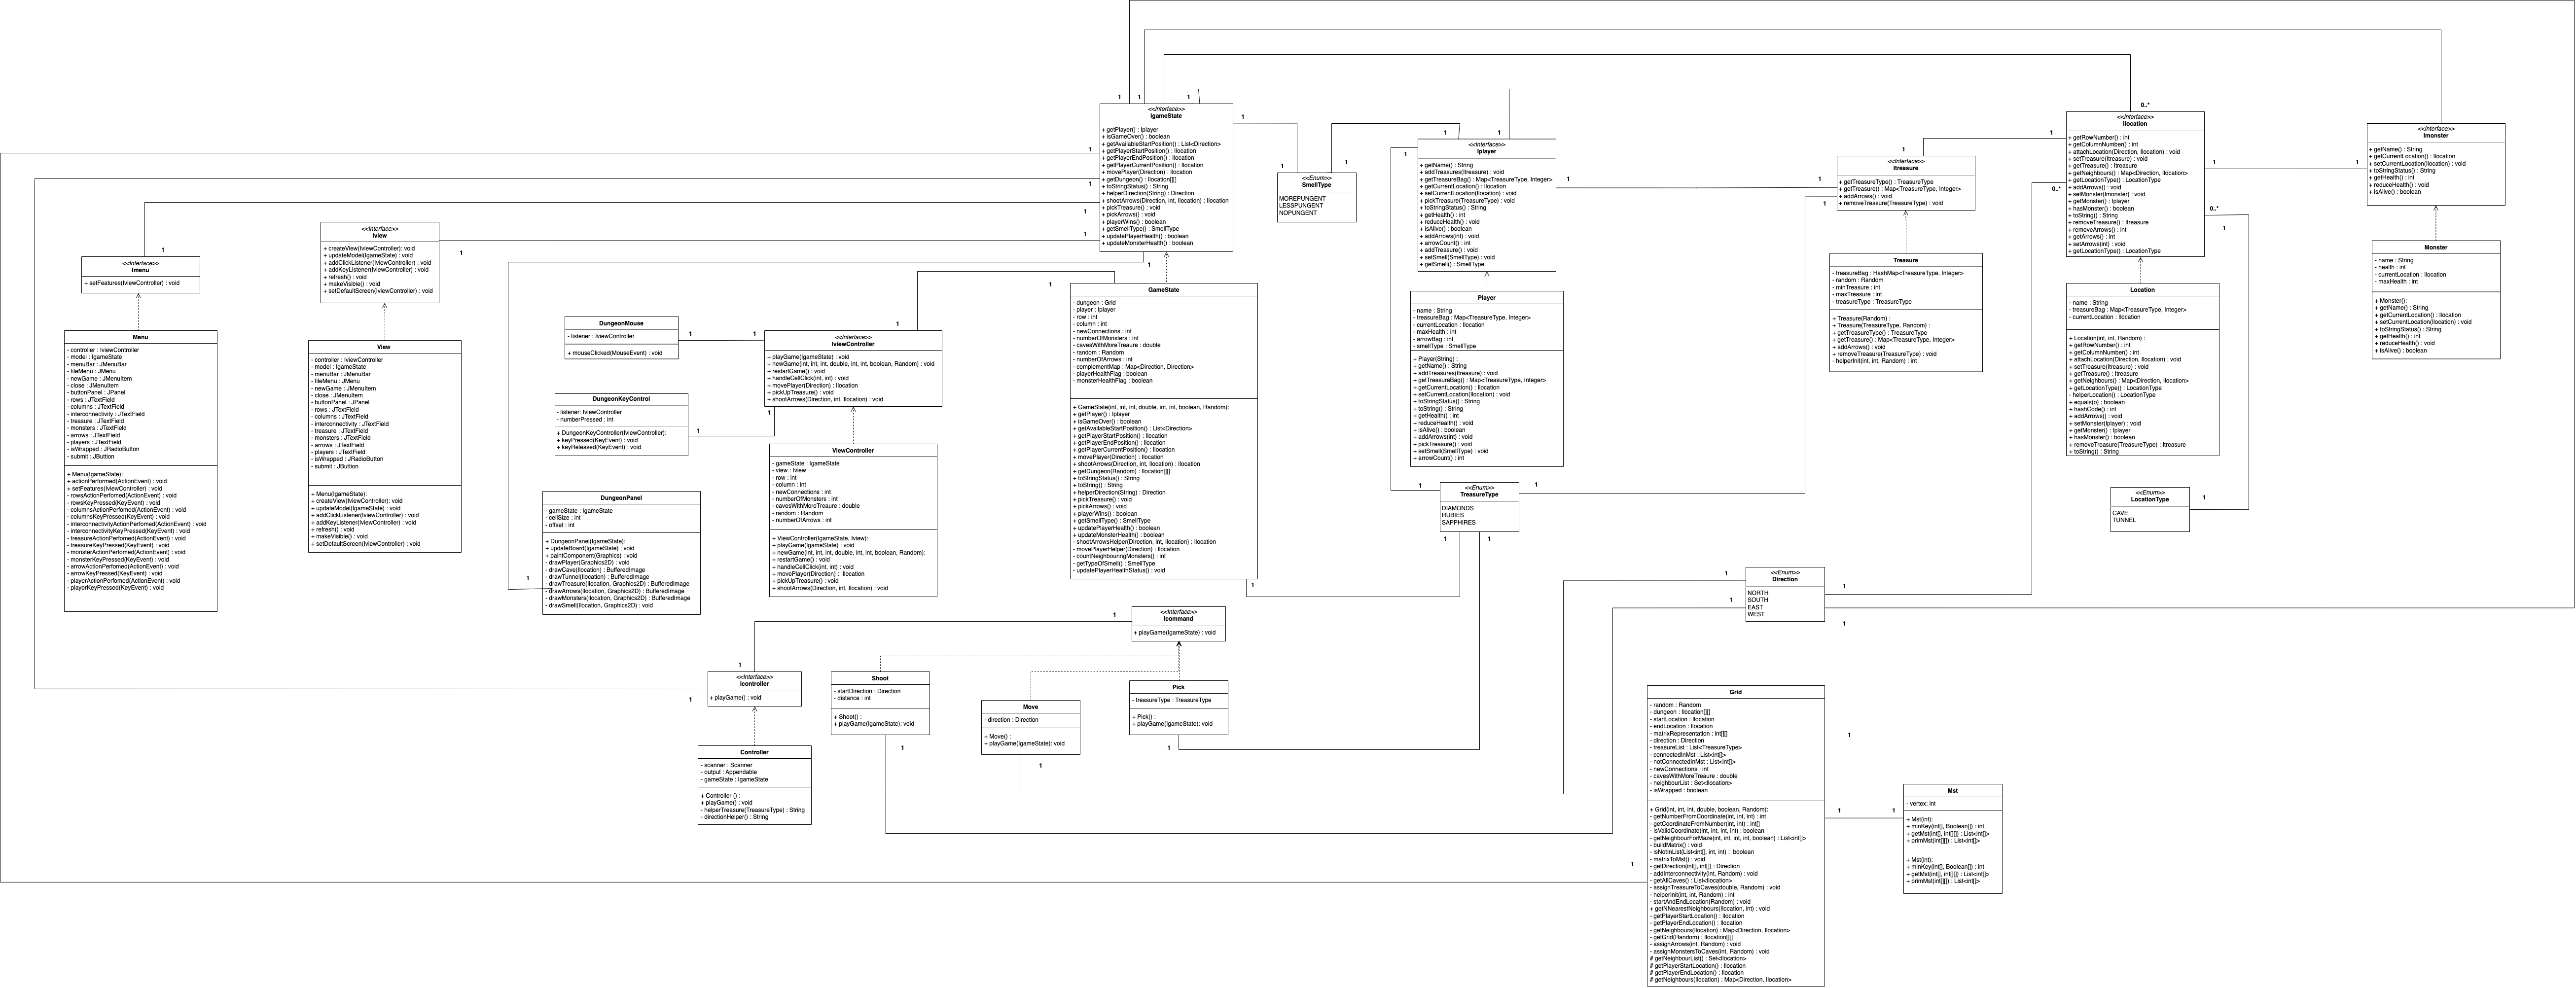 <<Interface>>
IgameState
+ getPlayer() : Iplayer
+ isGameOver() : boolean
+ getAvailableStartPosition() : List<Direction>
+ getPlayerStartPosition() : Ilocation
+ getPlayerEndPosition() : Ilocation
+ getPlayerCurrentPosition() : Ilocation
+ movePlayer(Direction) : Ilocation
+ getDungeon() : Ilocation[][]
+ toStringStatus() : String
+ helperDirection(String) : Direction
+ shootArrows(Direction, int, Ilocation) : Ilocation
+ pickTreasure() : void
+ pickArrows() : void
+ playerWins() : boolean
+ getSmellType() : SmellType
+ updatePlayerHealth() : boolean
+ updateMonsterHealth() : boolean
<<Enum>>
SmellType
MOREPUNGENT
LESSPUNGENT
NOPUNGENT
<<Interface>>
Iplayer
+ getName() : String
+ addTreasures(Itreasure) : void
+ getTreasureBag() : Map<TreasureType, Integer>
+ getCurrentLocation() : Ilocation
+ setCurrentLocation(Ilocation) : void
+ pickTreasure(TreasureType) : void
+ toStringStatus() : String
+ getHealth() : int
+ reduceHealth() : void
+ isAlive() : boolean
+ addArrows(int) : void
+ arrowCount() : int
+ addTreasure() : void
+ setSmell(SmellType) : void
+ getSmell() : SmellType
<<Interface>>
Itreasure
+ getTreasureType() : TreasureType
+ getTreasure() : Map<TreasureType, Integer>
+ addArrows() : void
+ removeTreasure(TreasureType) : void
<<Interface>>
Ilocation
+ getRowNumber() : int
+ getColumnNumber() : int
+ attachLocation(Direction, Ilocation) : void
+ setTreasure(Itreasure) : void
+ getTreasure() : Itreasure
+ getNeighbours() : Map<Direction, Ilocation>
+ getLocationType() : LocationType
+ addArrows() : void
+ setMonster(Imonster) : void
+ getMonster() : Iplayer
+ hasMonster() : boolean
+ toString() : String
+ removeTreasure() : Itreasure
+ removeArrows() : int
+ getArrows() : int
+ setArrows(int) : void
+ getLocationType() : LocationType
<<Interface>>
Imonster
+ getName() : String
+ getCurrentLocation() : Ilocation
+ setCurrentLocation(Ilocation) : void
+ toStringStatus() : String
+ getHealth() : int
+ reduceHealth() : void
+ isAlive() : boolean
<<Interface>>
Imenu
+ setFeatures(IviewController) : void
<<Interface>>
Iview
+ createView(IviewController): void
+ updateModel(IgameState) : void
+ addClickListener(IviewController) : void
+ addKeyListener(IviewController) : void
+ refresh() : void
+ makeVisible() : void
+ setDefaultScreen(IviewController) : void
Menu
- controller : IviewController
- model : IgameState
- menuBar : JMenuBar
- fileMenu : JMenu
- newGame : JMenuItem
- close : JMenuItem
- buttonPanel : JPanel
- rows : JTextField
- columns : JTextField
- interconnectivity : JTextField
- treasure : JTextField
- monsters : JTextField
- arrows : JTextField
- players : JTextField
- isWrapped : JRadioButton
- submit : JButton
+ Menu(IgameState):
+ actionPerformed(ActionEvent) : void
+ setFeatures(IviewController) : void
- rowsActionPerfomed(ActionEvent) : void
- rowsKeyPressed(KeyEvent) : void
- columnsActionPerfomed(ActionEvent) : void
- columnsKeyPressed(KeyEvent) : void
- interconnectivityActionPerfomed(ActionEvent) : void
- interconnectivityKeyPressed(KeyEvent) : void
- treasureActionPerfomed(ActionEvent) : void
- treasureKeyPressed(KeyEvent) : void
- monsterActionPerfomed(ActionEvent) : void
- monsterKeyPressed(KeyEvent) : void
- arrowActionPerfomed(ActionEvent) : void
- arrowKeyPressed(KeyEvent) : void
- playerActionPerfomed(ActionEvent) : void
- playerKeyPressed(KeyEvent) : void
View
- controller : IviewController
- model : IgameState
- menuBar : JMenuBar
- fileMenu : JMenu
- newGame : JMenuItem
- close : JMenuItem
- buttonPanel : JPanel
- rows : JTextField
- columns : JTextField
- interconnectivity : JTextField
- treasure : JTextField
- monsters : JTextField
- arrows : JTextField
- players : JTextField
- isWrapped : JRadioButton
- submit : JButton
+ Menu(IgameState) :
+ createView(IviewController) : void
+ updateModel(IgameState) : void
+ addClickListener(IviewController) : void
+ addKeyListener(IviewController) : void
+ refresh() : void
+ makeVisible() : void
+ setDefaultScreen(IviewController) : void
DungeonMouse
- listener : IviewController
+ mouseClicked(MouseEvent) : void
DungeonKeyControl
- listener: IviewController
- numberPressed : int
+ DungeonKeyController(IviewController):
+ keyPressed(KeyEvent) : void
+ keyReleased(KeyEvent) : void
DungeonPanel
- gameState : IgameState
- cellSize : int
- offset : int
+ DungeonPanel(IgameState):
+ updateBoard(IgameState) : void
+ paintComponent(Graphics) : void
- drawPlayer(Graphics2D) : void
- drawCave(Ilocation) : BufferedImage
- drawTunnel(Ilocation) : BufferedImage
- drawTreasure(Ilocation, Graphics2D) : BufferedImage
- drawArrows(Ilocation, Graphics2D) : BufferedImage
- drawMonsters(Ilocation, Graphics2D) : BufferedImage
- drawSmell(Ilocation, Graphics2D) : void
<<Interface>>
IviewController
+ playGame(IgameState) : void
+ newGame(int, int, int, double, int, int, boolean, Random) : void
+ restartGame() : void
+ handleCellClick(int, int) : void
+ movePlayer(Direction) : Ilocation
+ pickUpTreasure() : void
+ shootArrows(Direction, int, Ilocation) : void
ViewController
- gameState : IgameState
- view : Iview
- row : int
- column : int
- newConnections : int
- numberOfMonsters : int
- cavesWithMoreTreasure : double
- random : Random
- numberOfArrows : int
+ ViewController(IgameState, Iview):
+ playGame(IgameState) : void
+ newGame(int, int, int, double, int, int, boolean, Random):
+ restartGame() : void
+ handleCellClick(int, int) : void
+ movePlayer(Direction) : Ilocation
+ pickUpTreasure() : void
+ shootArrows(Direction, int, Ilocation) : void
GameState
- dungeon : Grid
- player : Iplayer
- row : int
- column : int
- newConnections : int
- numberOfMonsters : int
- cavesWithMoreTreaure : double
- random : Random
- numberOfArrows : int
- complementMap : Map<Direction, Direction>
- playerHealthFlag : boolean
- monsterHealthFlag : boolean
+ GameState(int, int, int, double, int, int, boolean, Random):
+ getPlayer() : Iplayer
+ isGameOver() : boolean
+ getAvailableStartPosition() : List<Direction>
+ getPlayerStartPosition() : Ilocation
+ getPlayerEndPosition() : Ilocation
+ getPlayerCurrentPosition() : Ilocation
+ movePlayer(Direction) : Ilocation
+ shootArrows(Direction, int, Ilocation) : Ilocation
+ getDungeon(Random) : Ilocation[][]
+ toStringStatus() : String
+ toString() : String
+ helperDirection(String) : Direction
+ pickTreasure() : void
+ pickArrows() : void
+ playerWins() : boolean
+ getSmellType() : SmellType
+ updatePlayerHealth() : boolean
+ updateMonsterHealth() : boolean
- shootArrowsHelper(Direction, int, Ilocation) : Ilocation
- movePlayerHelper(Direction) : Ilocation
- countNeighbouringMonsters() : int
- getTypeOfSmell() : SmellType
- updatePlayerHealthStatus() : void
Player
- name : String
- treasureBag : Map<TreasureType, Integer>
- currentLocation : Ilocation
- maxHealth : int
- arrowBag : int
- smellType : SmellType
+ Player(String) :
+ getName() : String
+ addTreasures(Itreasure) : void
+ getTreasureBag() : Map<TreasureType, Integer>
+ getCurrentLocation() : Ilocation
+ setCurrentLocation(Ilocation) : void
+ toStringStatus() : String
+ toString() : String
+ getHealth() : int
+ reduceHealth() : void
+ isAlive() : boolean
+ addArrows(int) : void
+ pickTreasure() : void
+ setSmell(SmellType) : void
+ arrowCount() : int
Treasure
- treasureBag : HashMap<TreasureType, Integer>
- random : Random
- minTreasure : int
- maxTreasure : int
- treasureType : TreasureType
+ Treasure(Random) :
+ Treasure(TreasureType, Random) :
+ getTreasureType() : TreasureType
+ getTreasure() : Map<TreasureType, Integer>
+ addArrows() : void
+ removeTreasure(TreasureType) : void
- helperInit(int, int, Random) : int
Location
- name : String
- treasureBag : Map<TreasureType, Integer>
- currentLocation : Ilocation
+ Location(int, int, Random) :
+ getRowNumber() : int
+ getColumnNumber() : int
+ attachLocation(Direction, Ilocation) : void
+ setTreasure(Itreasure) : void
+ getTreasure() : Itreasure
+ getNeighbours() : Map<Direction, Ilocation>
+ getLocationType() : LocationType
- helperLocation() : LocationType
+ equals(o) : boolean
+ hashCode() : int
+ addArrows() : void
+ setMonster(Iplayer) : void
+ getMonster() : Iplayer
+ hasMonster() : boolean
+ removeTreasure(TreasureType) : Itreasure
+ toString() : String
Monster
- name : String
- health : int
- currentLocation : Ilocation
- maxHealth : int
+ Monster():
+ getName() : String
+ getCurrentLocation() : Ilocation
+ setCurrentLocation(Ilocation) : void
+ toStringStatus() : String
+ getHealth() : int
+ reduceHealth() : void
+ isAlive() : boolean
<<Enum>>
TreasureType
DIAMONDS
RUBIES
SAPPHIRES
<<Enum>>
LocationType
CAVE
TUNNEL
<<Enum>>
Direction
NORTH
SOUTH
EAST
WEST
<<Interface>>
Icommand
+ playGame(IgameState) : void
<<Interface>>
Icontroller
+ playGame() : void
Controller
- scanner : Scanner
- output : Appendable
- gameState : IgameState
+ Controller () :
+ playGame() : void
- helperTreasure(TreasureType) : String
- directionHelper() : String
Shoot
- startDirection : Direction
- distance : int
+ Shoot() :
+ playGame(IgameState): void
Move
- direction : Direction
+ Move() :
+ playGame(IgameState): void
Pick
- treasureType : TreasureType
+ Pick() :
+ playGame(IgameState): void
Grid
- random : Random
- dungeon : Ilocation[][]
- startLocation : Ilocation
- endLocation : Ilocation
- matrixRepresentation : int[][]
- direction : Direction
- treasureList : List<TreasureType>
- connectedInMst : List<int[]>
- notConnectedInMst : List<int[]>
- newConnections : int
- cavesWithMoreTreaure : double
- neighbourList : Set<Ilocation>
- isWrapped : boolean
+ Grid(int, int, int, double, boolean, Random):
- getNumberFromCoordinate(int, int, int) : int
- getCoordinateFromNumber(int, int) : int[]
- isValidCoordinate(int, int, int, int) : boolean
- getNeighbourForMaze(int, int, int, int, boolean) : List<int[]>
- buildMatrix() : void
- isNotInList(List<int[], int, int) : boolean
- matrixToMst() : void
- getDirection(int[], int[]) : Direction
- addInterconnectivity(int, Random) : void
- getAllCaves() : List<Ilocation>
- assignTreasureToCaves(double, Random) : void
- helperInit(int, int, Random) : int
- startAndEndLocation(Random) : void
+ getNNearestNeighbours(Ilocation, int) : void
- getPlayerStartLocation() : Ilocation
- getPlayerEndLocation() : Ilocation
- getNeighbours(Ilocation) : Map<Direction, Ilocation>
- getGrid(Random) : Ilocation[][]
- assignArrows(int, Random) : void
- assignMonstersToCaves(int, Random) : void
# getNeighbourList() : Set<Ilocation>
# getPlayerStartLocation() : Ilocation
# getPlayerEndLocation() : Ilocation
# getNeighbours(Ilocation) : Map<Direction, Ilocation>
Mst
- vertex: int
+ Mst(int):
+ minKey(int[], Boolean[]) : int
+ getMst(int[], int[][]) : List<int[]>
+ primMst(int[][]) : List<int[]>
+ Mst(int):
+ minKey(int[], Boolean[]) : int
+ getMst(int[], int[][]) : List<int[]>
+ primMst(int[][]) : List<int[]>